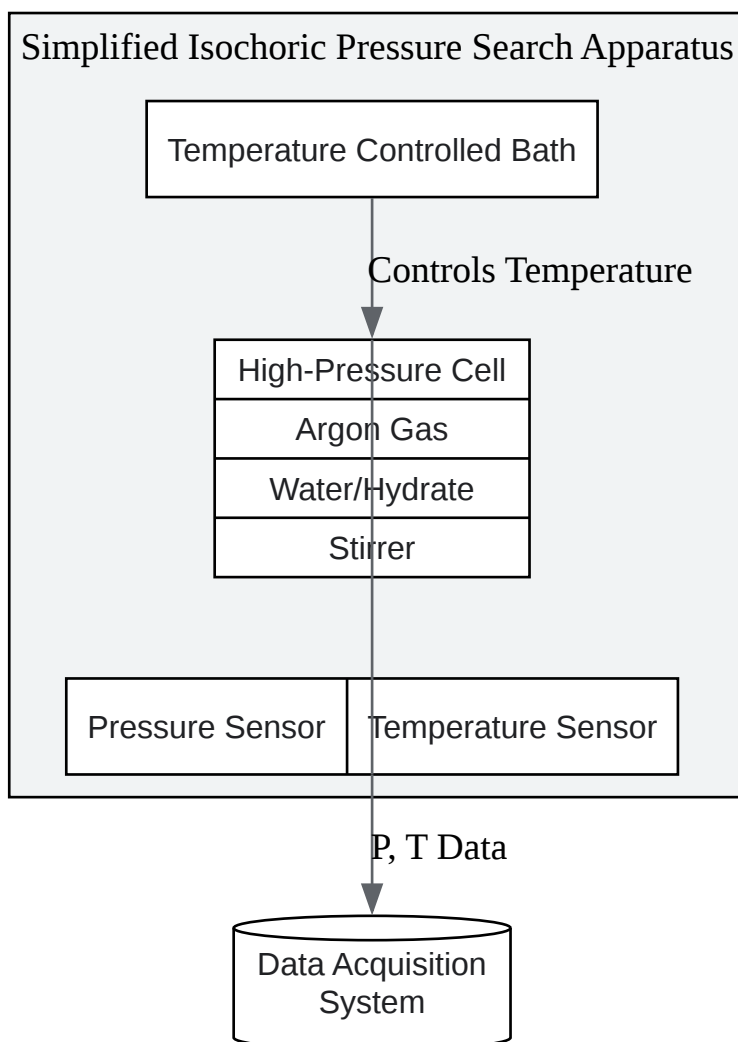 Simplified Isochoric Pressure Search Apparatus
Temperature Controlled Bath
Controls Temperature
High-Pressure Cell
Argon Gas
Water/Hydrate
Stirrer
Pressure Sensor
Temperature Sensor
P, T Data
Data Acquisition
System